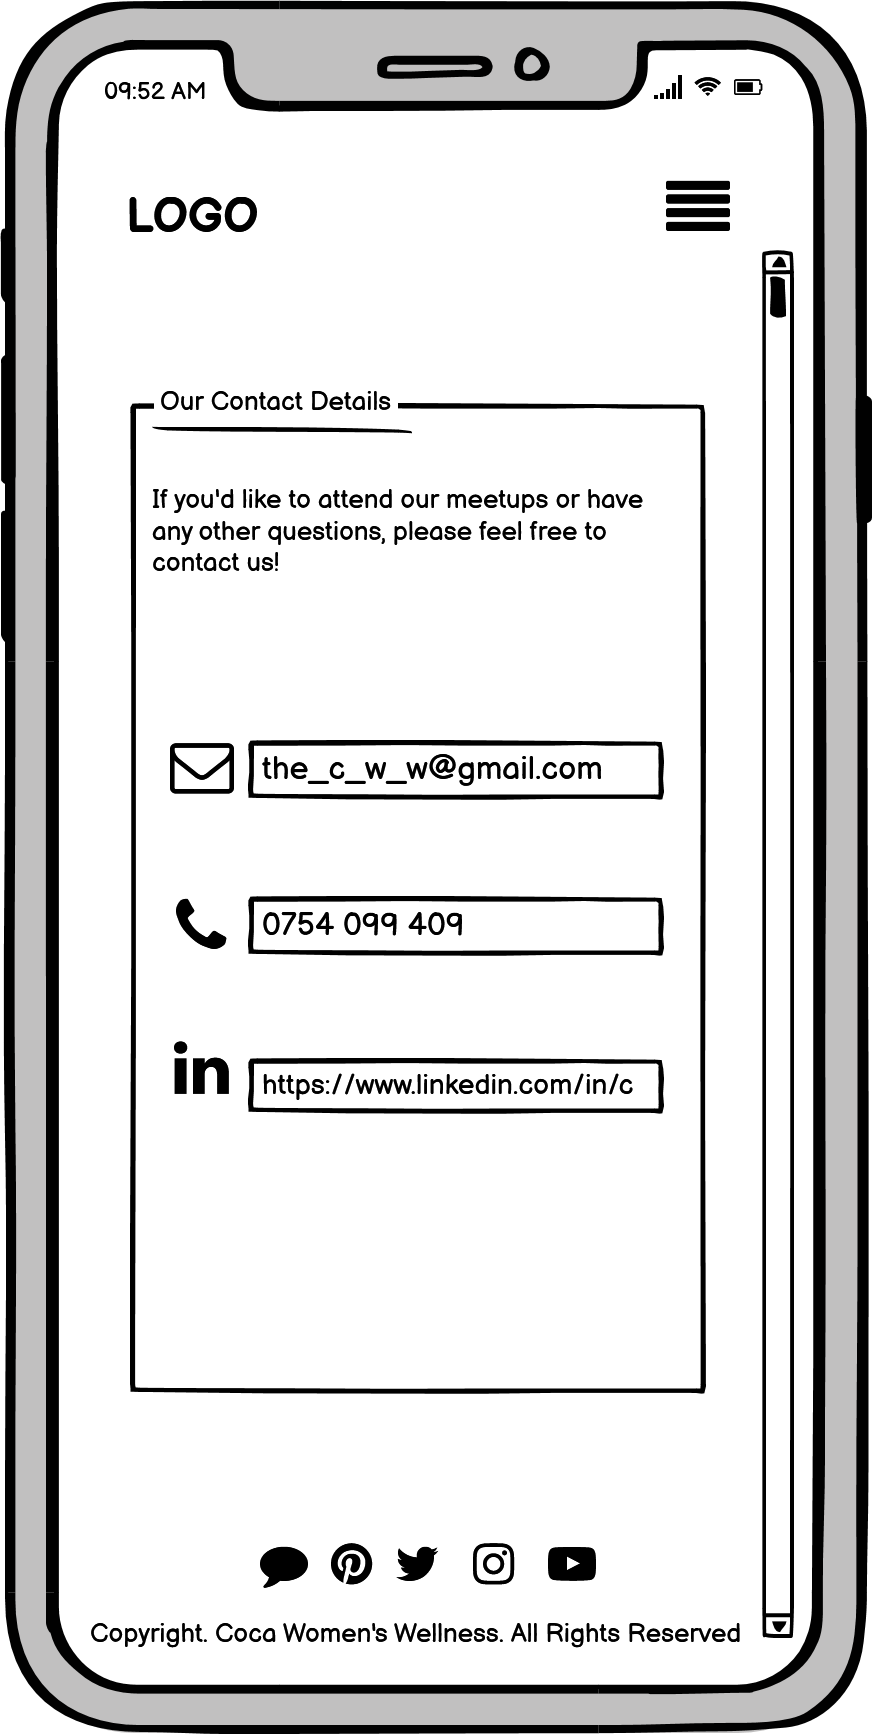 09:52 AM
LOGO
Our Contact Details
If you'd like to attend our meetups or have
any other questions, please feel free to
contact us!
the_c_w_w@gmail.com
0754 099 409
in
https://www.linkedin.com/in/c
Copyright. Coca Women's Wellness. All Rights Reserved